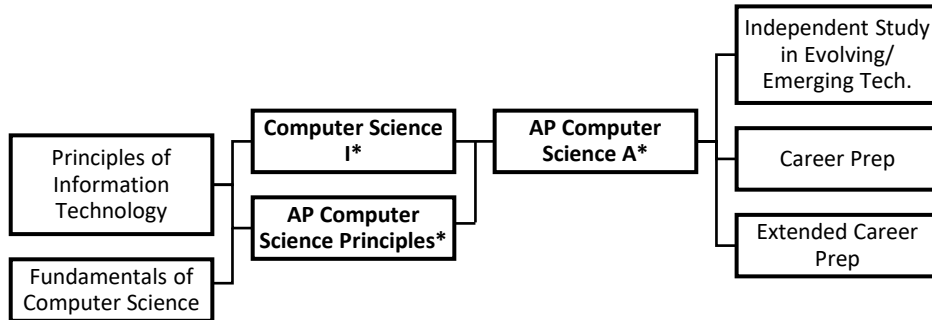 Principles of
Information
Technology
Fundamentals of
Computer Science
Computer Science
I*
AP Computer
Science Principles*
AP Computer
Science A*
Independent Study
in Evolving/
Emerging Tech.
Career Prep
Extended Career
Prep